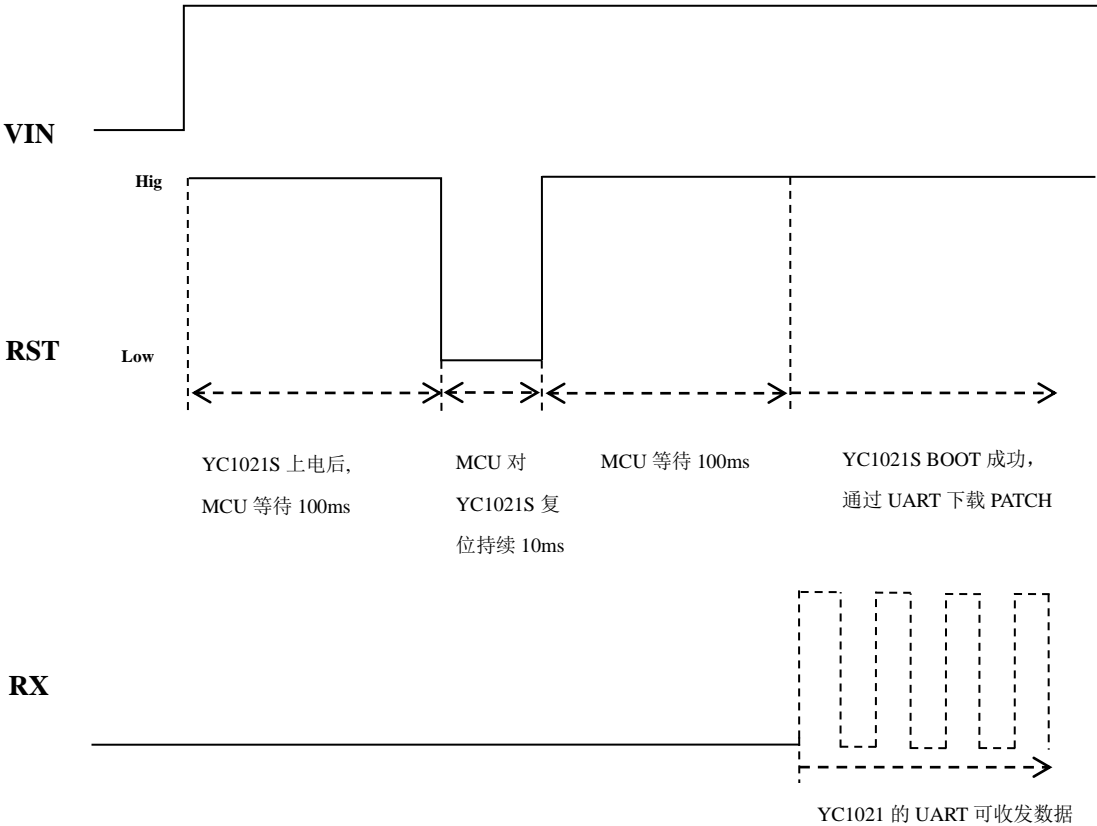 VIN
Hig
RST
Low
YC1021S 上电后,
MCU 等待 100ms
MCU 对
YC1021S 复
位持续 10ms
MCU 等待 100ms
YC1021S BOOT 成功，
通过 UART 下载 PATCH
RX
YC1021 的 UART 可收发数据